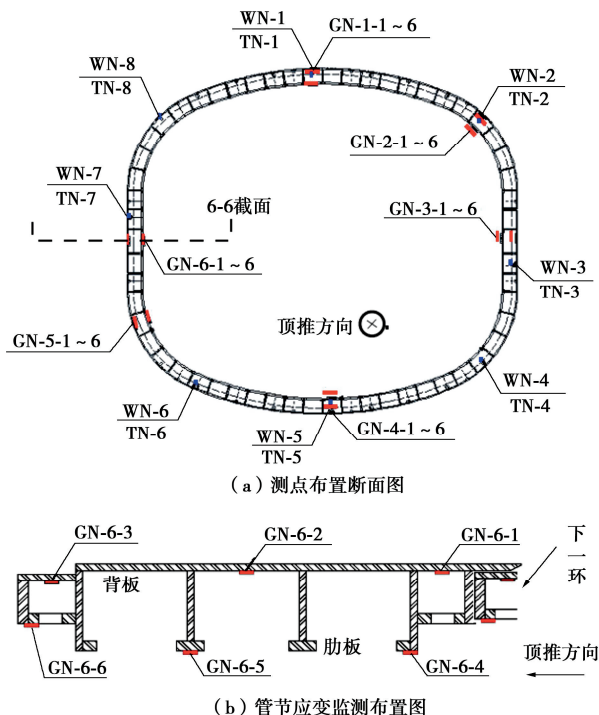 WN-1
TN-1
GN-1-1~6
WN-8
TN-8
WN-2
TN-2
GN-2-1~6
WN-7
TN-7
6-6截面
GN-3-1~6
GN-6-1~6
WN-3
TN-3
顶推方向
GN-5-1~6
WN-4
TN-4
WN-6
TN-6
WN-5
TN-5
GN-4-1~6
(a)测点布置断面图
GN-6-3
GN-6-2
GN-6-1
下一环
背板
肋板
GN-6-6
GN-6-5
GN-6-4
顶推方向
(b)管节应变监测布置图